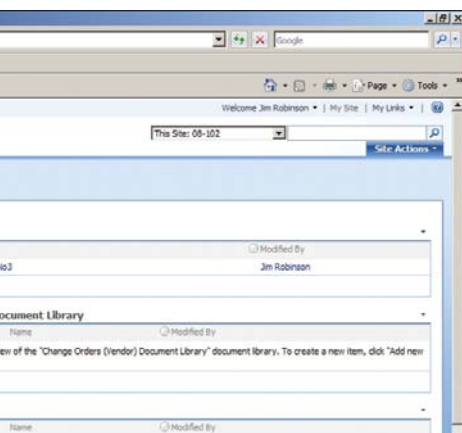 Google
Page Tools
Welcome Jim Robinson | My Site | My Links |
This Site: 08-102
Site Actions
Modified By
Jim Robinson
ocument Library
Name Modified By
ew of the "Change Orders (Vendor) Document Library" document library. To create a new item, click "Add new
Name Modified By